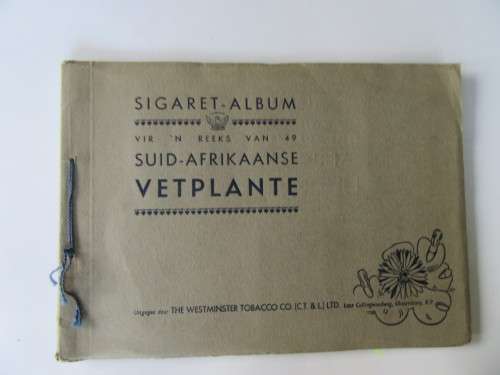 SIGARET-ALBUM
VIR 'N REEKS VAN 49
SUID-AFRIKAANSE
VETPLANTE
Uitgegee deur THE WESTMINSTER TOBACCO CO. (C.T. & L.) LTD.